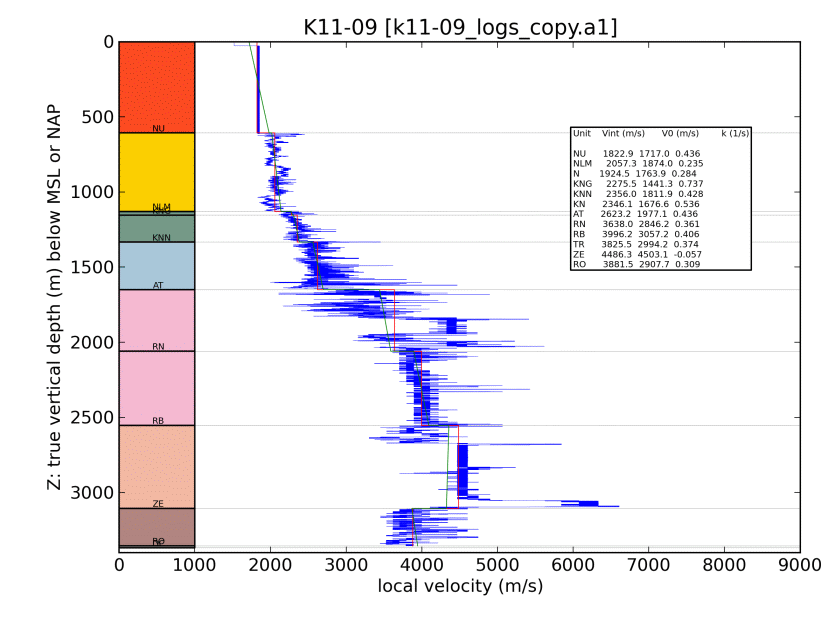 K11-09 [k11-09_logs_copy.a1]
Z: true vertical depth (m) below MSL or NAP
0
500
1000
1500
2000
2500
3000
NU
NLM
KNG
KNN
AT
RN
RB
ZE
RO
Unit Vint (m/s) V0 (m/s) k (1/s)
NU 1822.9 1717.0 0.436
NLM 2057.3 1874.0 0.235
N 1924.5 1763.9 0.284
KNG 2275.5 1441.3 0.737
KNN 2356.0 1811.9 0.428
KN 2346.1 1676.6 0.536
AT 2623.2 1977.1 0.436
RN 3638.0 2846.2 0.361
RB 3996.2 3057.2 0.406
TR 3825.5 2994.2 0.374
ZE 4486.3 4503.1 -0.057
RO 3881.5 2907.7 0.309
0 1000 2000 3000 4000 5000 6000 7000 8000 9000
local velocity (m/s)